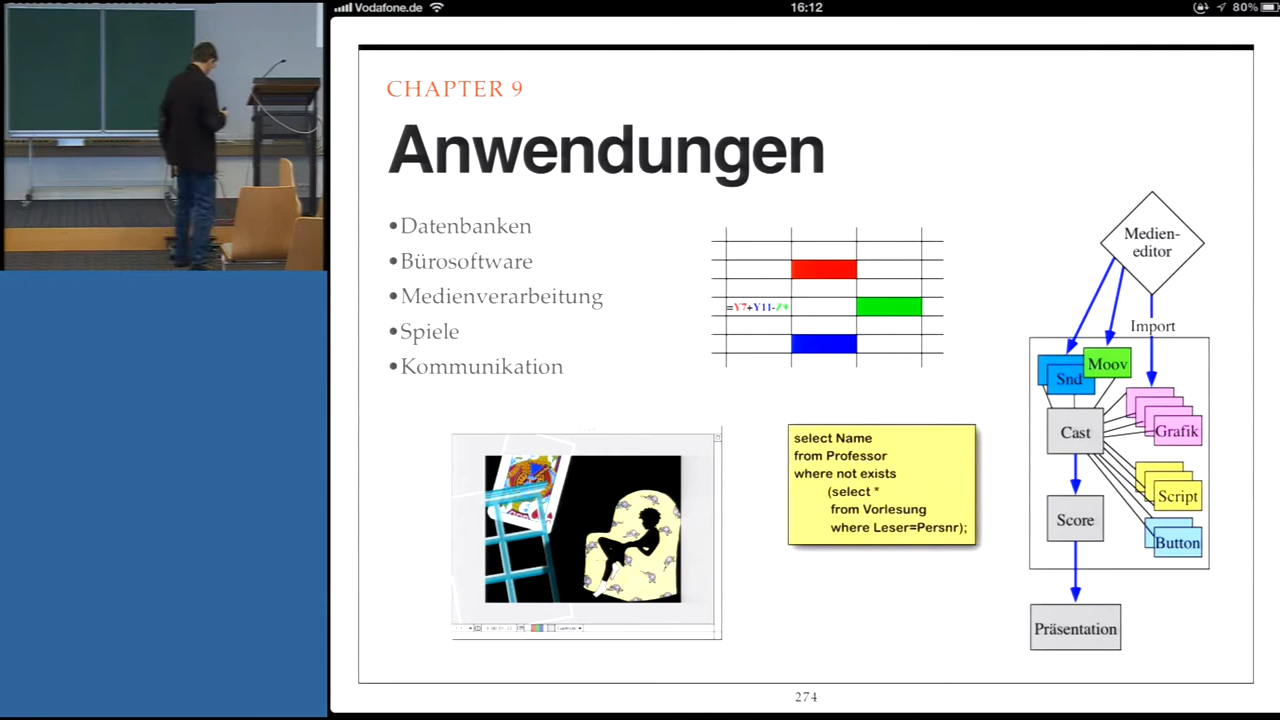 Vodafone.de
16:12
80%
CHAPTER 9
Anwendungen
•Datenbanken
•Bürosoftware
•Medienverarbeitung
•Spiele
•Kommunikation
=Y7+Y11-Z9
select Name
from Professor
where not exists
(select *
from Vorlesung
where Leser=Persnr);
Medien-
editor
Import
Snd
Moov
Cast
Grafik
Script
Score
Button
Präsentation
274